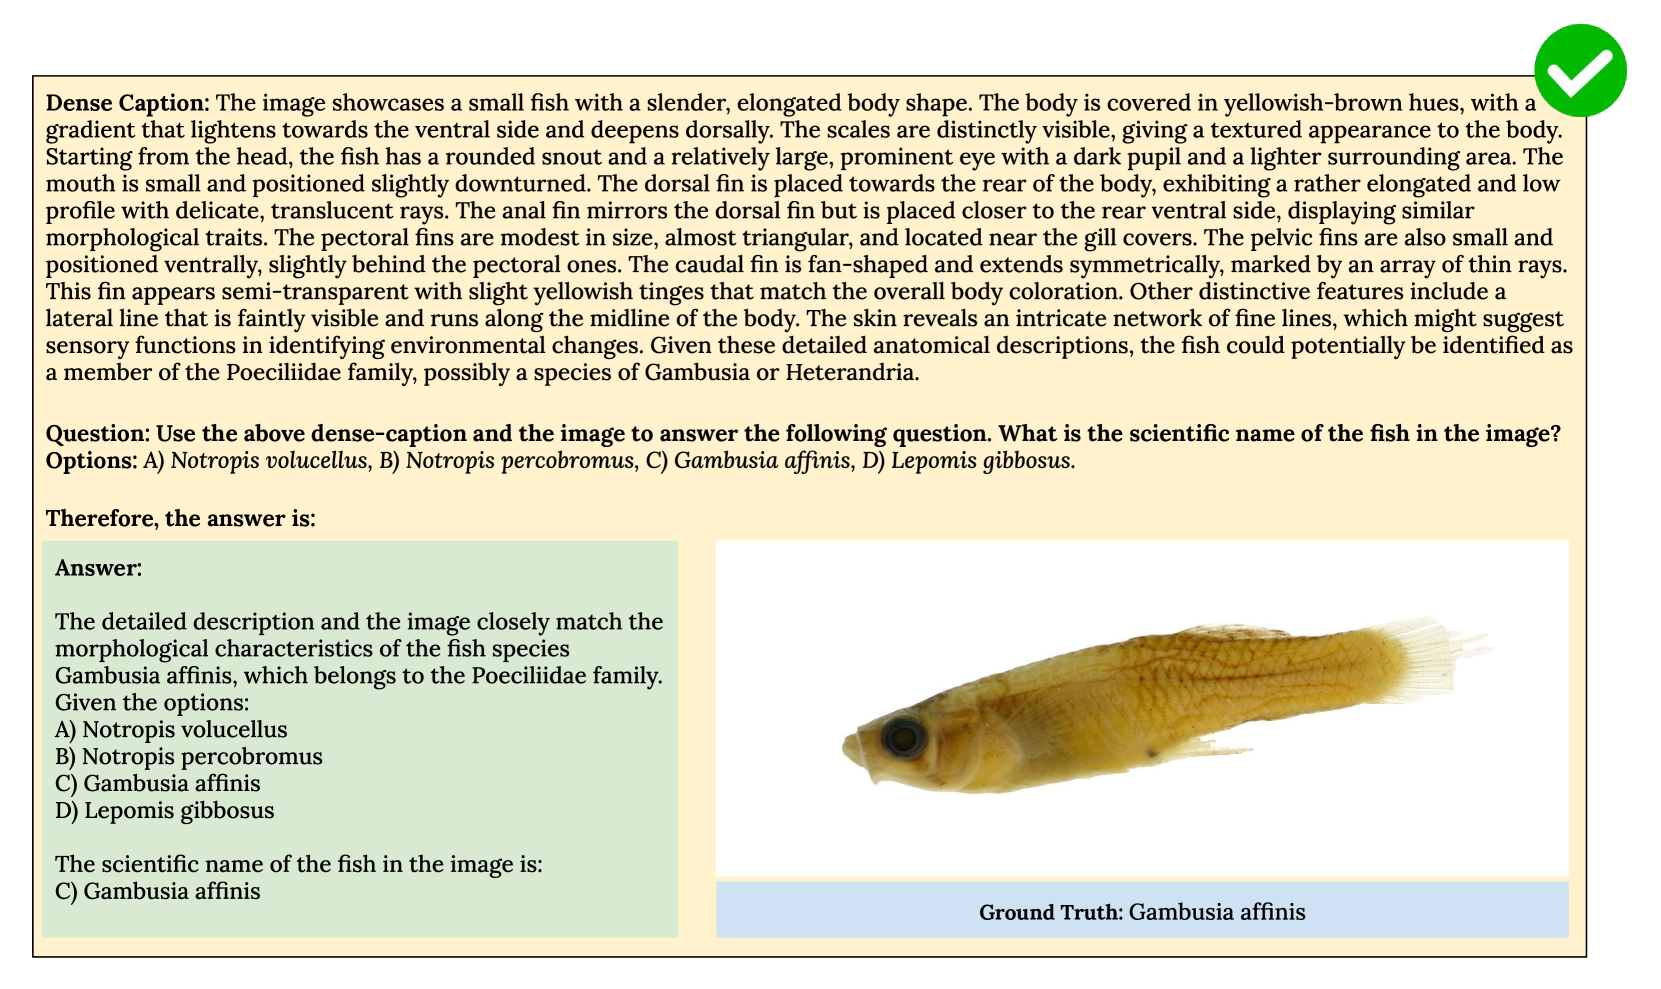 Dense Caption: The image showcases a small fish with a slender, elongated body shape. The body is covered in yellowish-brown hues, with a
gradient that lightens towards the ventral side and deepens dorsally. The scales are distinctly visible, giving a textured appearance to the body.
Starting from the head, the fish has a rounded snout and a relatively large, prominent eye with a dark pupil and a lighter surrounding area. The
mouth is small and positioned slightly downturned. The dorsal fin is placed towards the rear of the body, exhibiting a rather elongated and low
profile with delicate, translucent rays. The anal fin mirrors the dorsal fin but is placed closer to the rear ventral side, displaying similar
morphological traits. The pectoral fins are modest in size, almost triangular, and located near the gill covers. The pelvic fins are also small and
positioned ventrally, slightly behind the pectoral ones. The caudal fin is fan-shaped and extends symmetrically, marked by an array of thin rays.
This fin appears semi-transparent with slight yellowish tinges that match the overall body coloration. Other distinctive features include a
lateral line that is faintly visible and runs along the midline of the body. The skin reveals an intricate network of fine lines, which might suggest
sensory functions in identifying environmental changes. Given these detailed anatomical descriptions, the fish could potentially be identified as
a member of the Poeciliidae family, possibly a species of Gambusia or Heterandria.
Question: Use the above dense-caption and the image to answer the following question. What is the scientific name of the fish in the image?
Options: A) Notropis volucellus, B) Notropis percobromus, C) Gambusia affinis, D) Lepomis gibbosus.
Therefore, the answer is:
Answer:
The detailed description and the image closely match the
morphological characteristics of the fish species
Gambusia affinis, which belongs to the Poeciliidae family.
Given the options:
A) Notropis volucellus
B) Notropis percobromus
C) Gambusia affinis
D) Lepomis gibbosus
The scientific name of the fish in the image is:
C) Gambusia affinis
Ground Truth: Gambusia affinis